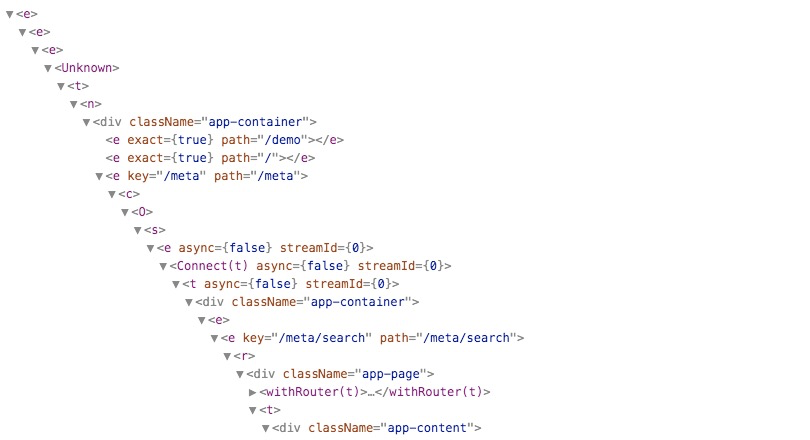 ▼<e>
▼<e>
▼<e>
▼<Unknown>
▼<t>
▼<n>
▼<div className="app-container">
<e exact={true} path="/demo"></e>
<e exact={true} path="/"></e>
▼<e key="/meta" path="/meta">
▼<c>
▼<O>
▼<s>
▼<e async={false} streamId={0}>
▼<Connect(t) async={false} streamId={0}>
▼<t async={false} streamId={0}>
▼<div className="app-container">
▼<e>
▼<e key="/meta/search" path="/meta/search">
▼<r>
▼<div className="app-page">
▶<withRouter(t)>…</withRouter(t)>
▼<t>
▼<div className="app-content">